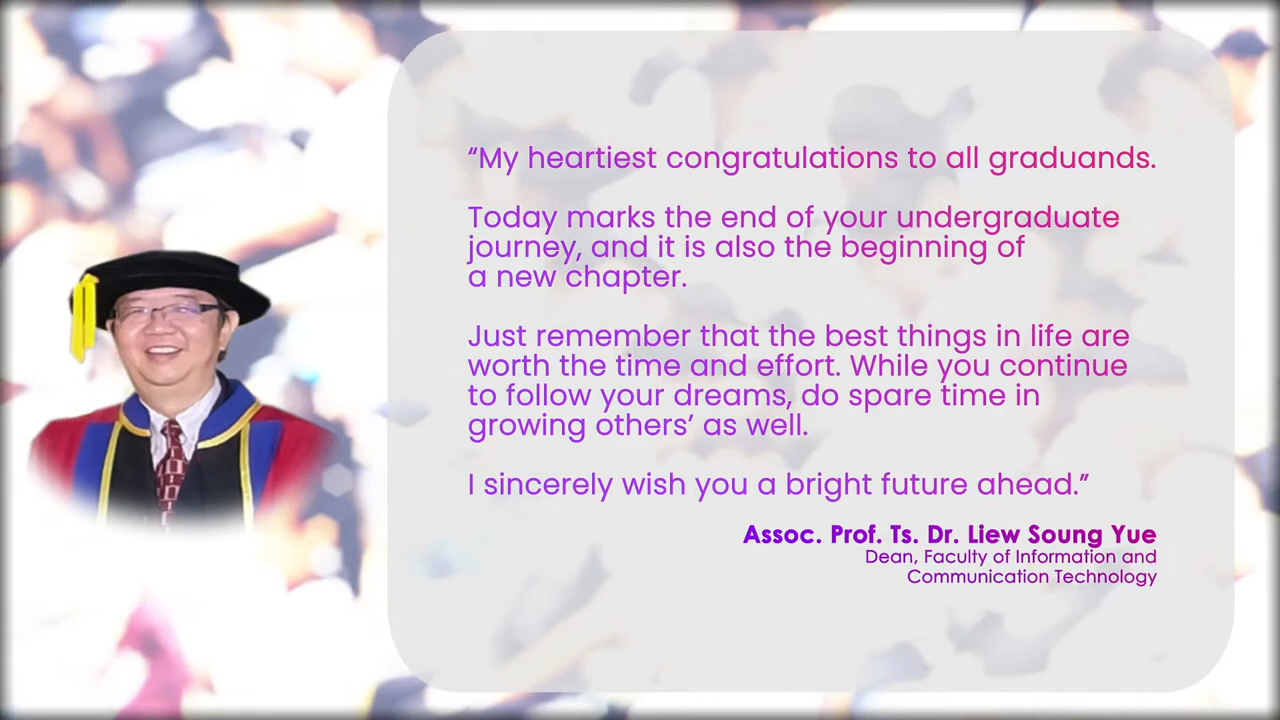 “My heartiest congratulations to all graduands.
Today marks the end of your undergraduate
journey, and it is also the beginning of
a new chapter.
Just remember that the best things in life are
worth the time and effort. While you continue
to follow your dreams, do spare time in
growing others’ as well.
I sincerely wish you a bright future ahead.”
Assoc. Prof. Ts. Dr. Liew Soung Yue
Dean, Faculty of Information and
Communication Technology